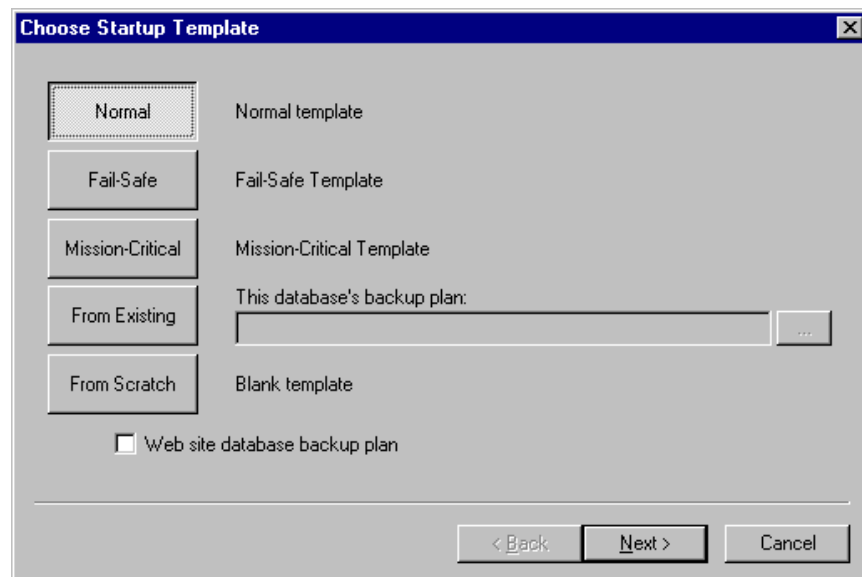 Choose Startup Template
Normal Normal template
Fail-Safe Fail-Safe Template
Mission-Critical Mission-Critical Template
This database's backup plan:
From Existing ...
From Scratch Blank template
Web site database backup plan
< Back Next > Cancel